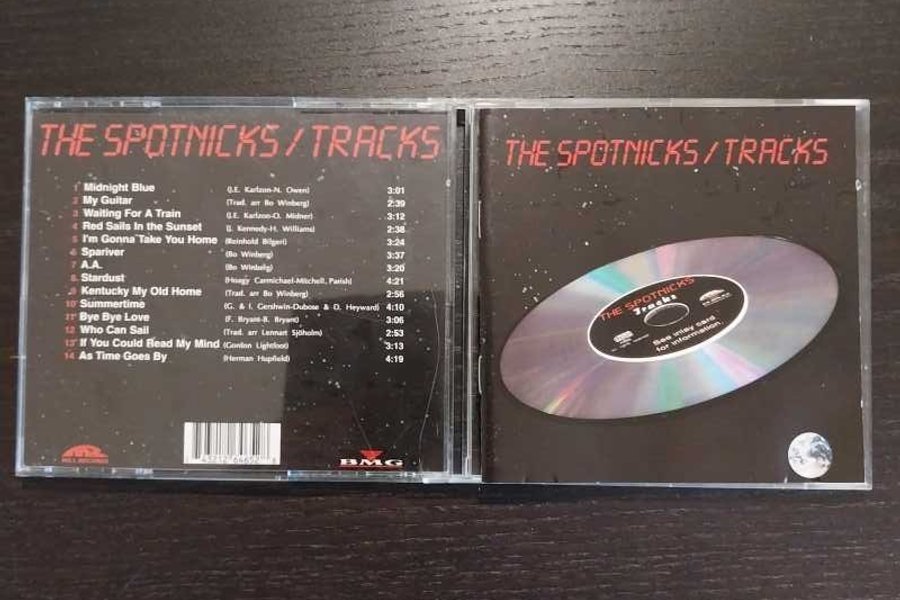 THE SPOTNICKS / TRACKS
1 Midnight Blue (J.E. Karlzon-N. Owen) 3:01
2 My Guitar (Trad. arr Bo Winberg) 2:39
3 Waiting For A Train (J.E. Karlzon-O. Midner) 3:12
4 Red Sails In the Sunset (J. Kennedy-H. Williams) 2:38
5 I'm Gonna Take You Home (Reinhold Bilgeri) 3:24
6 Spariver (Bo Winberg) 3:37
7 A.A. (Bo Winberg) 3:20
8 Stardust (Hoagy Carmichael-Mitchell, Parish) 4:21
9 Kentucky My Old Home (Trad. arr Bo Winberg) 2:56
10 Summertime (G. & I. Gershwin-Dubose & D. Heyward) 4:10
11 Bye Bye Love (F. Bryant-B. Bryant) 3:06
12 Who Can Sail (Trad. arr Lennart Sjöholm) 2:53
13 If You Could Read My Mind (Gordon Lightfoot) 3:13
14 As Time Goes By (Herman Hupfield) 4:19
BMG
THE SPOTNICKS / TRACKS
THE SPOTNICKS
Tracks
See inlay card
for information.